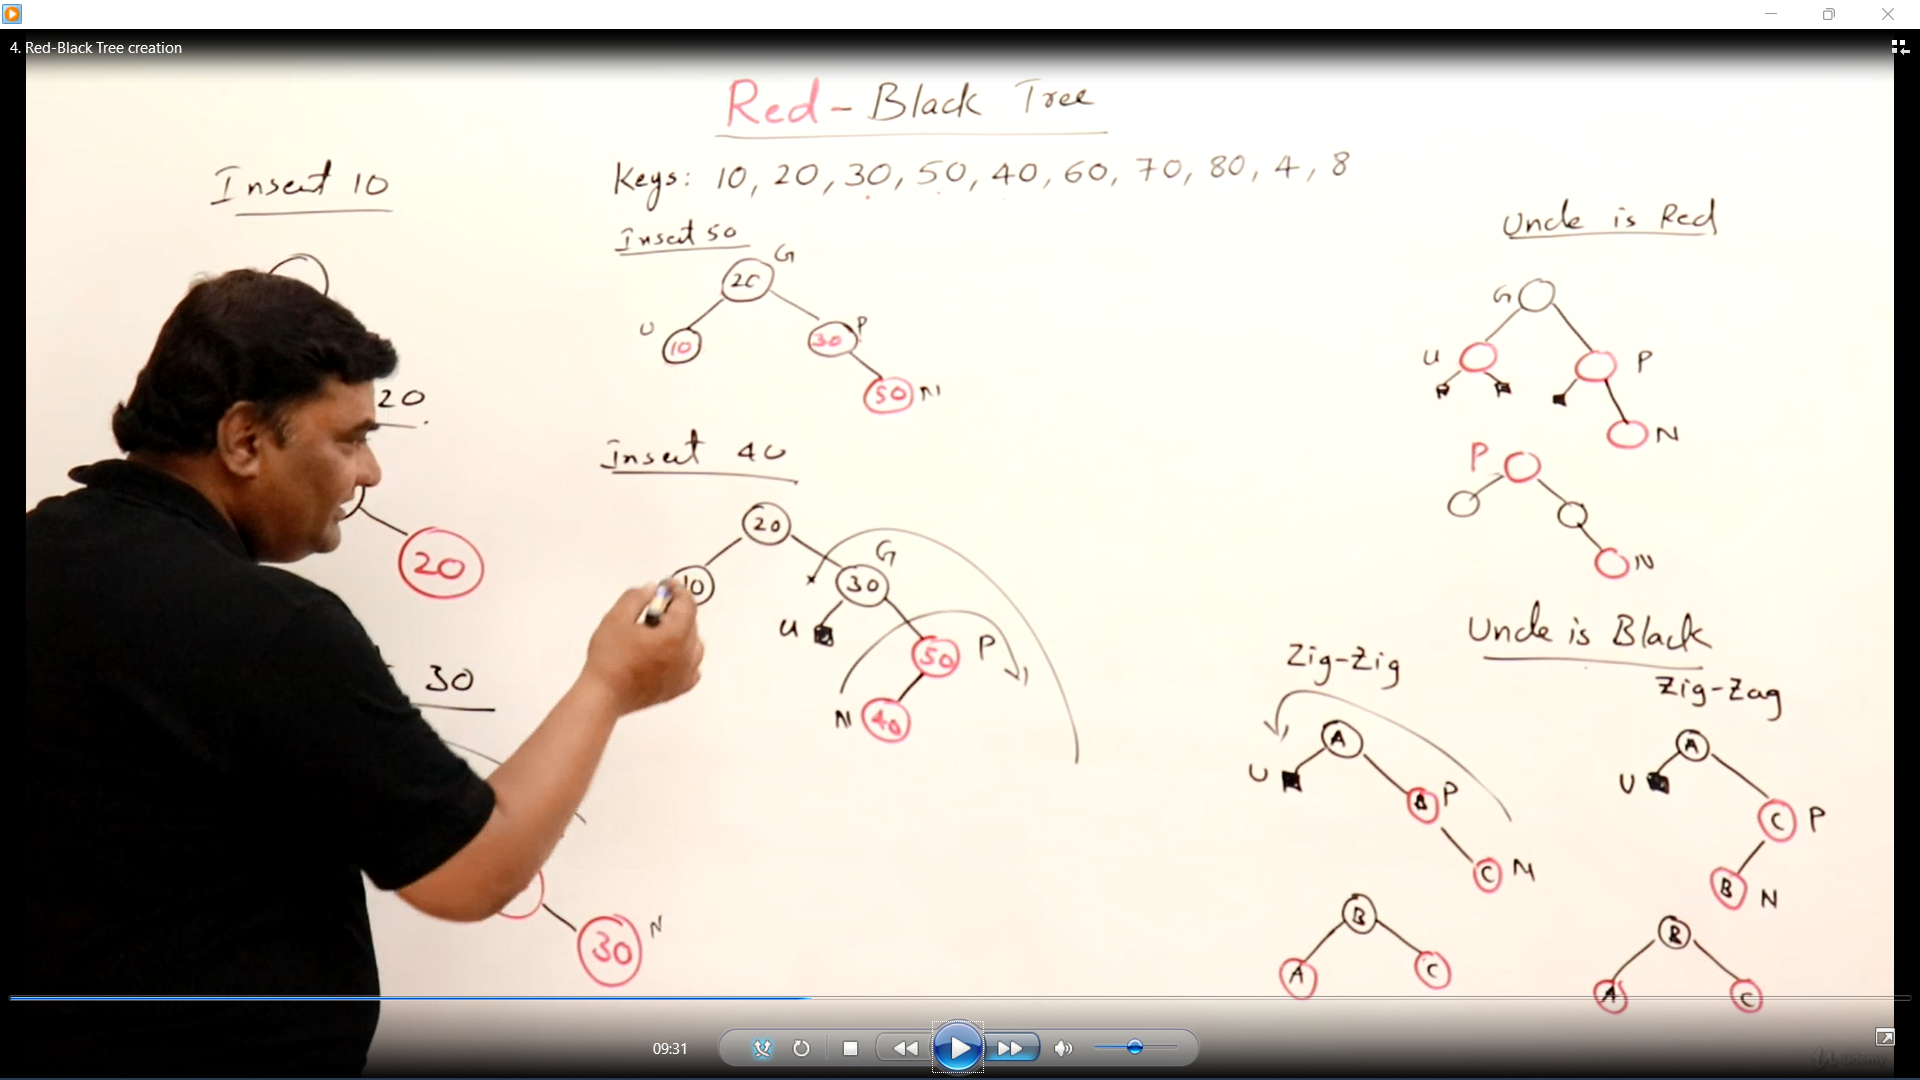 4. Red-Black Tree creation
Red - Black Tree
Keys: 10, 20, 30, 50, 40, 60, 70, 80, 4, 8
Insert 10
20
20
30
30 N
Insert 50
20 G
U 10
30 P
50 N
Insert 40
20
10
30 G
U
50 P
N 40
Uncle is Red
G
U P
N
P
N
Uncle is Black
Zig-Zig
A
U
P
C N
B
A C
Zig-Zag
A
U
C P
B N
B
A C
09:31
Udemy